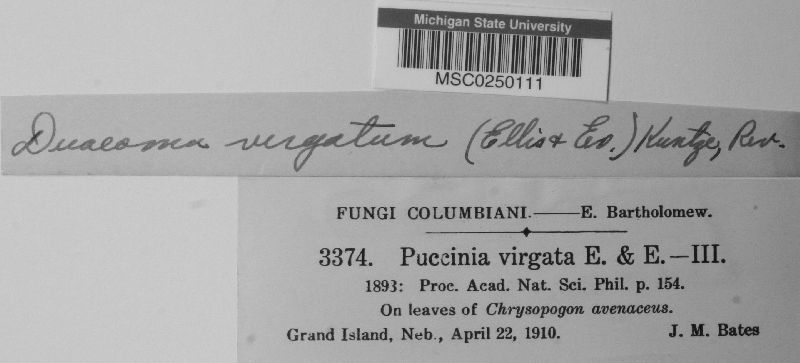 Michigan State University
MSC0250111
Dicaeoma virgatum (Ellis & Ev.) Kuntze, Rev.
FUNGI COLUMBIANI.——E. Bartholomew.
3374. Puccinia virgata E. & E.—III.
1893: Proc. Acad. Nat. Sci. Phil. p. 154.
On leaves of Chrysopogon avenaceus.
Grand Island, Neb., April 22, 1910. J. M. Bates